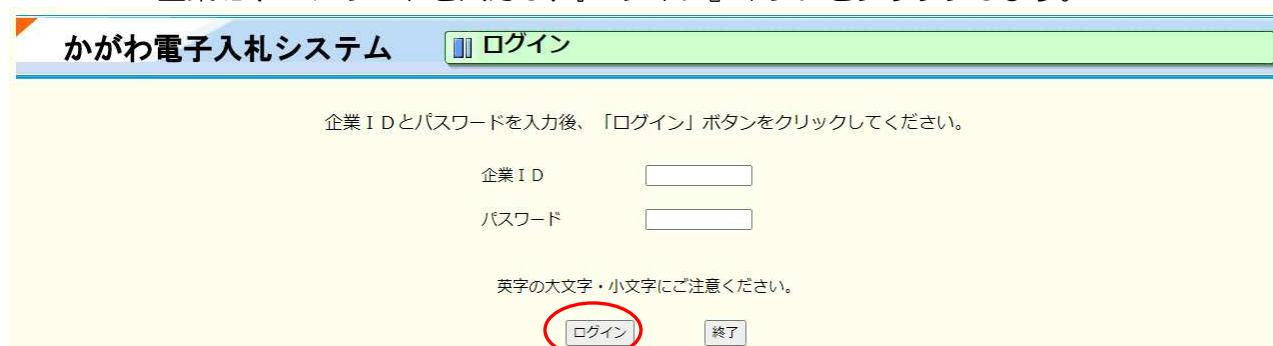 かがわ電子入札システム ログイン
企業ＩＤとパスワードを入力後、「ログイン」ボタンをクリックしてください。
企業ＩＤ
パスワード
英字の大文字・小文字にご注意ください。
ログイン 終了